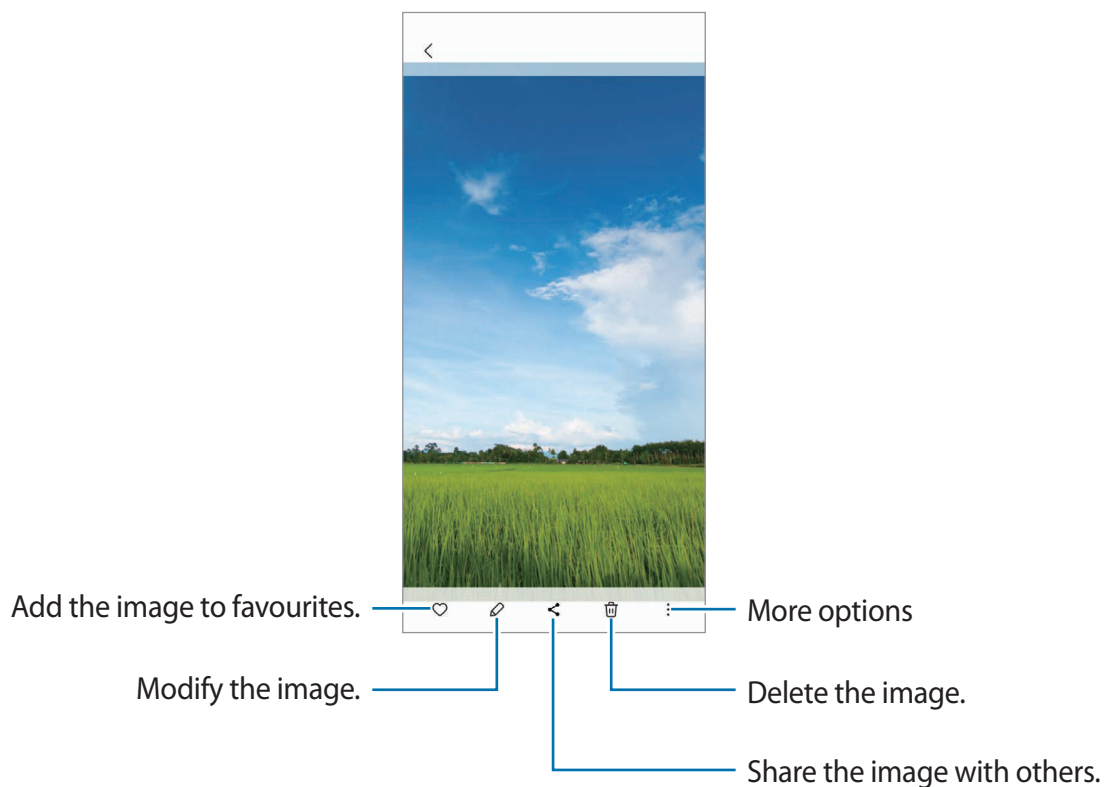 Add the image to favourites.
More options
Modify the image.
Delete the image.
Share the image with others.